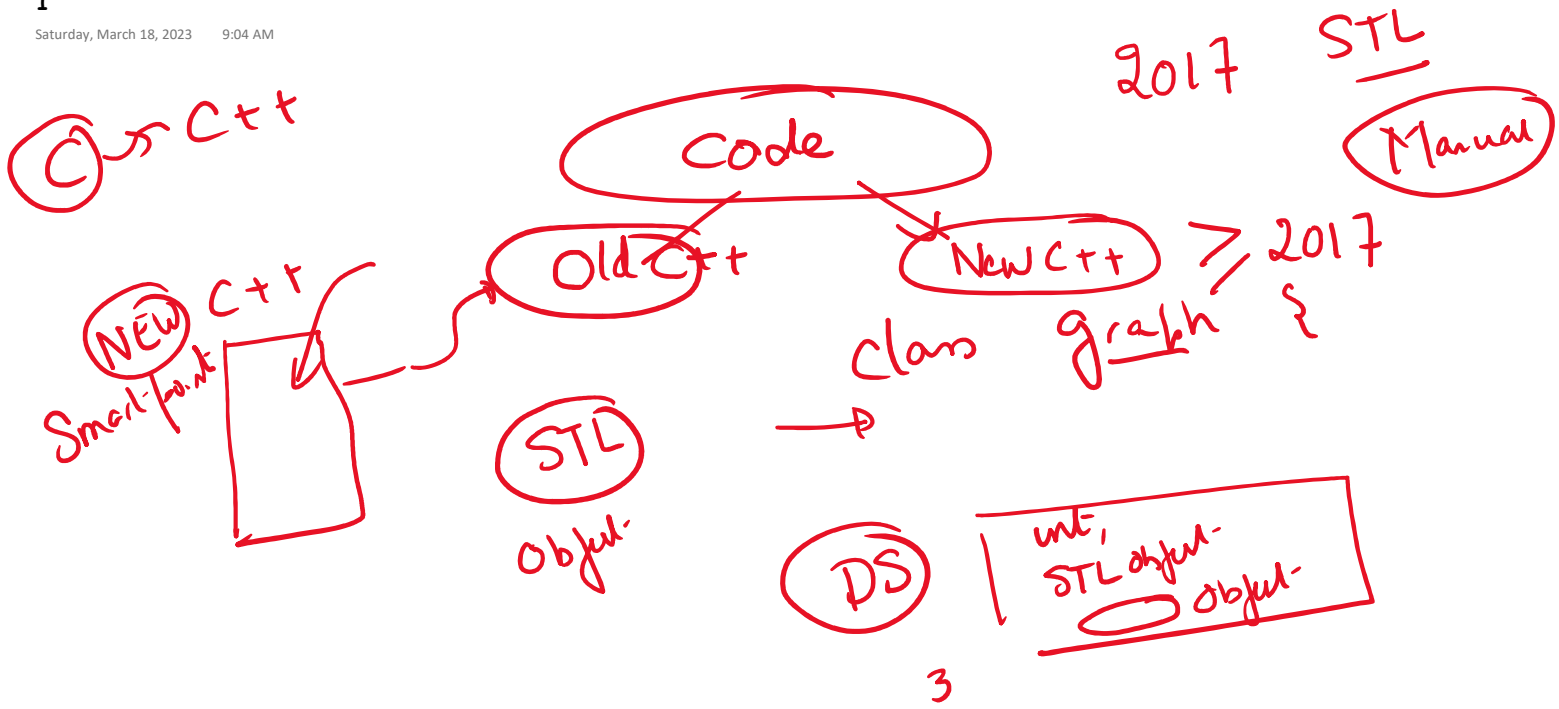 1
Saturday, March 18, 2023 9:04 AM
2017 STL
C C++
Code
Manual
Old C++
New C++ ≥ 2017
NEW C++
class graph {
Smart-point
STL
Object
DS
int,
STL object
Object
}